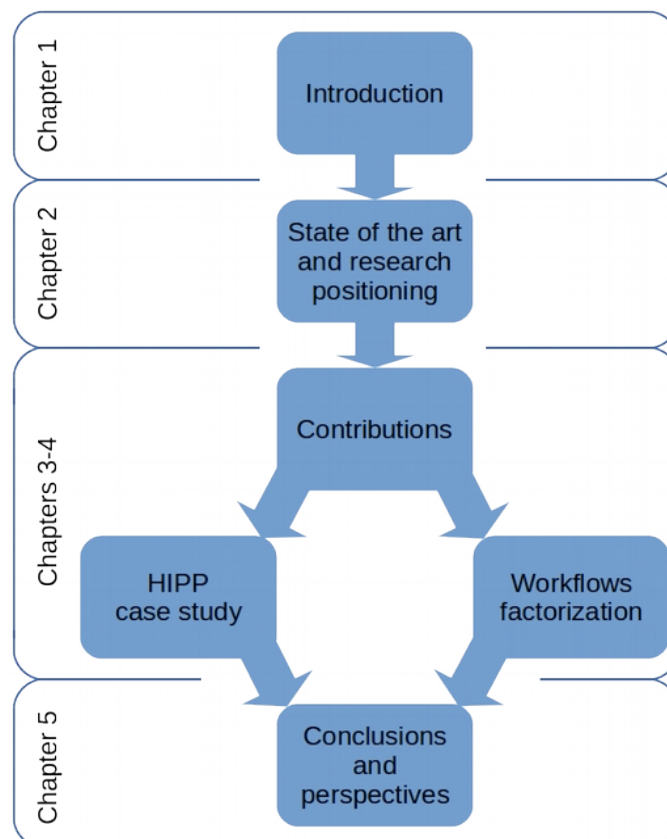 Chapter 1
Introduction
Chapter 2
State of the art
and research
positioning
Chapters 3-4
Contributions
HIPP
case study
Workflows
factorization
Chapter 5
Conclusions
and
perspectives